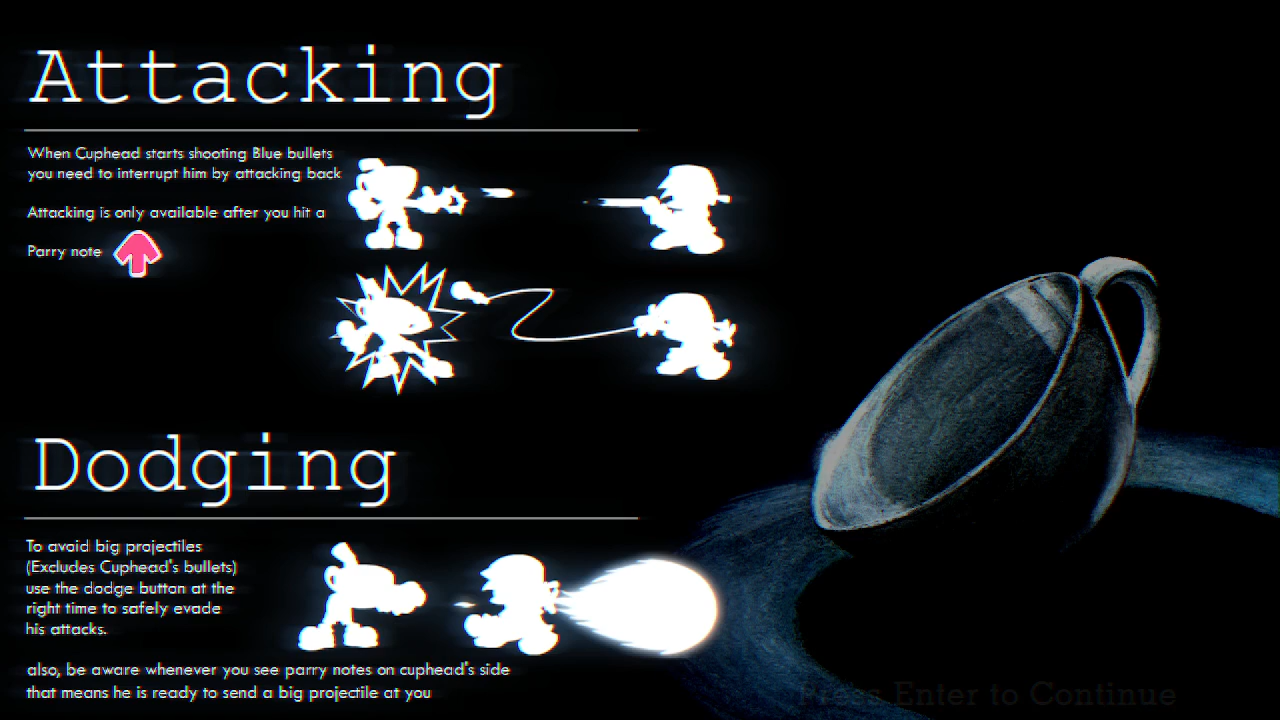 Attacking
When Cuphead starts shooting Blue bullets
you need to interrupt him by attacking back
Attacking is only available after you hit a
Parry note
Dodging
To avoid big projectiles
(Excludes Cuphead's bullets)
use the dodge button at the
right time to safely evade
his attacks.
also, be aware whenever you see parry notes on cuphead's side
that means he is ready to send a big projectile at you
Press Enter to Continue